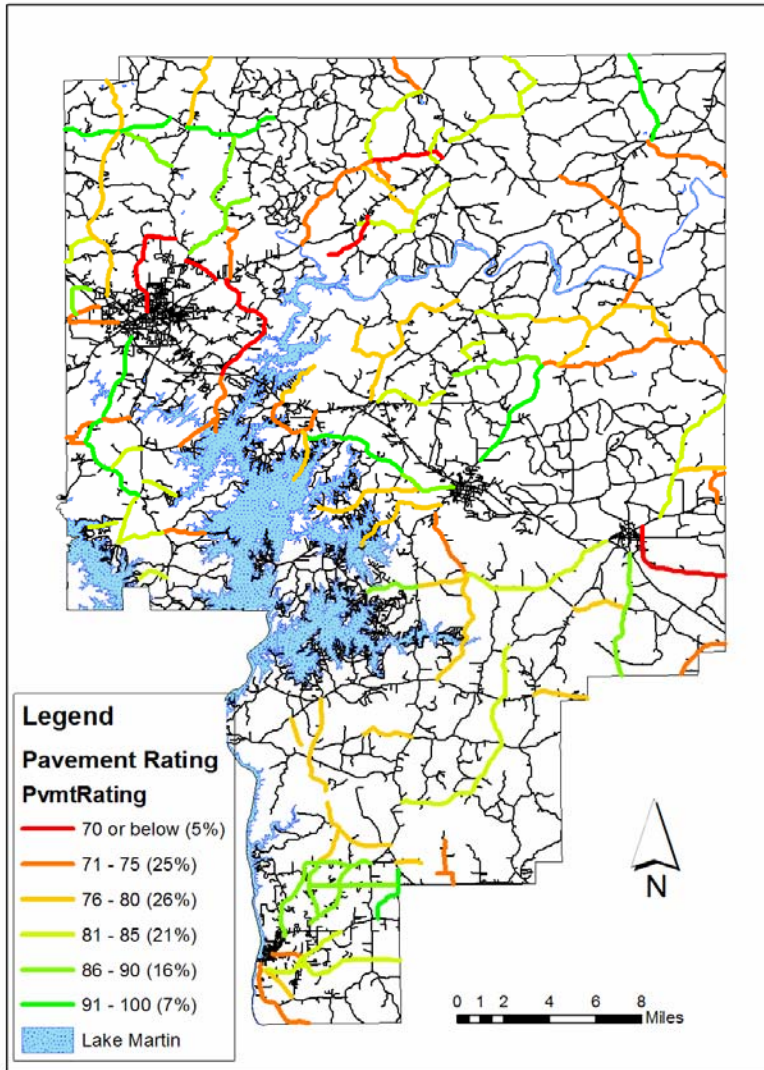 Legend
Pavement Rating
PvmtRating
70 or below (5%)
71 - 75 (25%)
76 - 80 (26%)
81 - 85 (21%)
86 - 90 (16%)
91 - 100 (7%)
Lake Martin
N
0 1 2 4 6 8
Miles